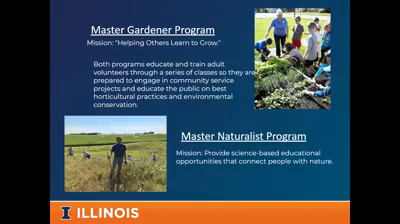 Master Gardener Program
Mission: "Helping Others Learn to Grow."
Both programs educate and train adult
volunteers through a series of classes so they are
prepared to engage in community service
projects and educate the public on best
horticultural practices and environmental
conservation.
Master Naturalist Program
Mission: Provide science-based educational
opportunities that connect people with nature.
I ILLINOIS